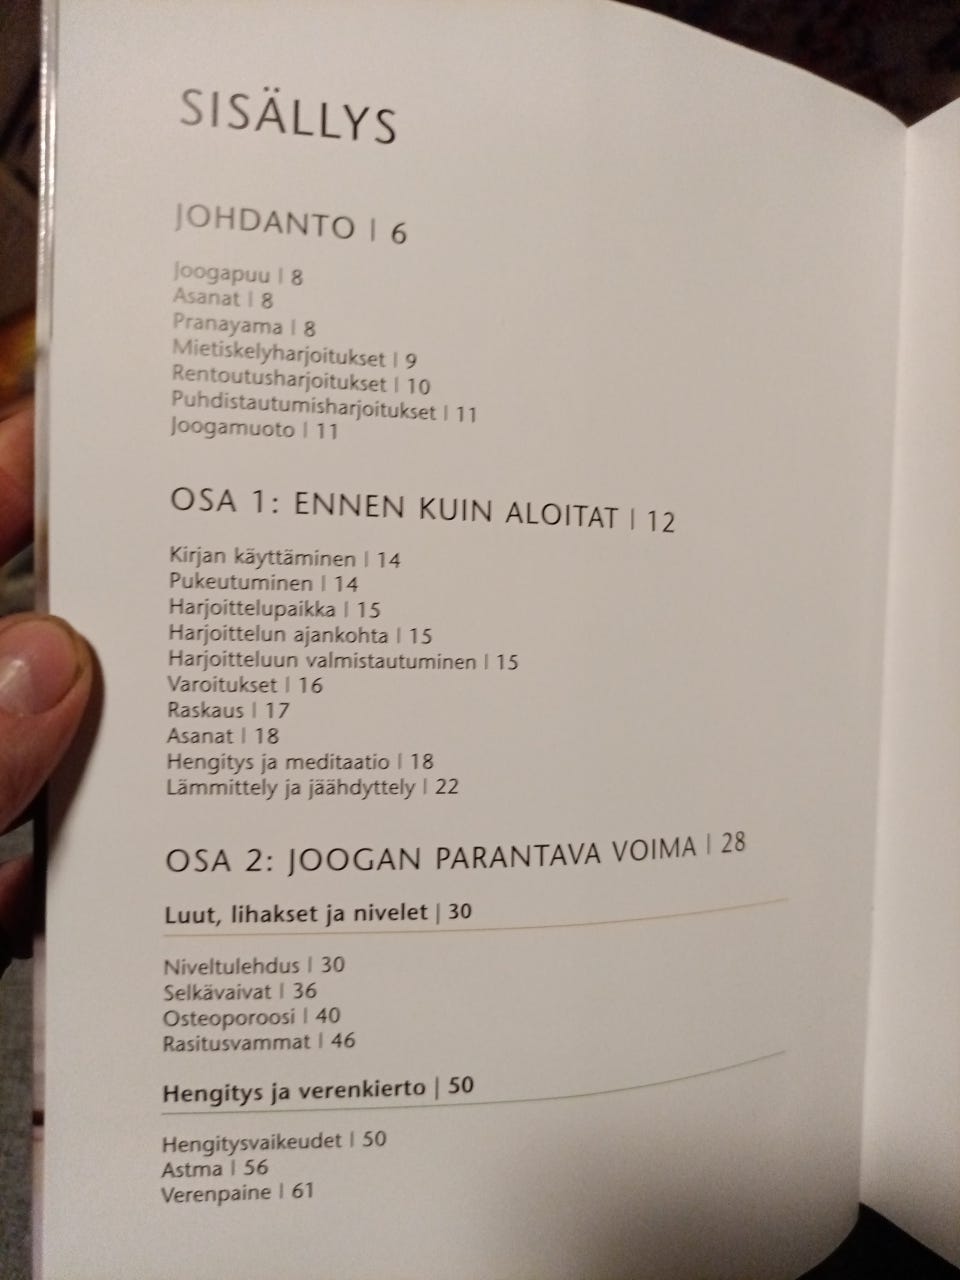 SISÄLLYS
JOHDANTO | 6
Joogapuu | 8
Asanat | 8
Pranayama | 8
Mietiskelyharjoitukset | 9
Rentoutusharjoitukset | 10
Puhdistautumisharjoitukset | 11
Joogamuoto | 11
OSA 1: ENNEN KUIN ALOITAT | 12
Kirjan käyttäminen | 14
Pukeutuminen | 14
Harjoittelupaikka | 15
Harjoittelun ajankohta | 15
Harjoitteluun valmistautuminen | 15
Varoitukset | 16
Raskaus | 17
Asanat | 18
Hengitys ja meditaatio | 18
Lämmittely ja jäähdyttely | 22
OSA 2: JOOGAN PARANTAVA VOIMA | 28
Luut, lihakset ja nivelet | 30
Niveltulehdus | 30
Selkävaivat | 36
Osteoporoosi | 40
Rasitusvammat | 46
Hengitys ja verenkierto | 50
Hengitysvaikeudet | 50
Astma | 56
Verenpaine | 61